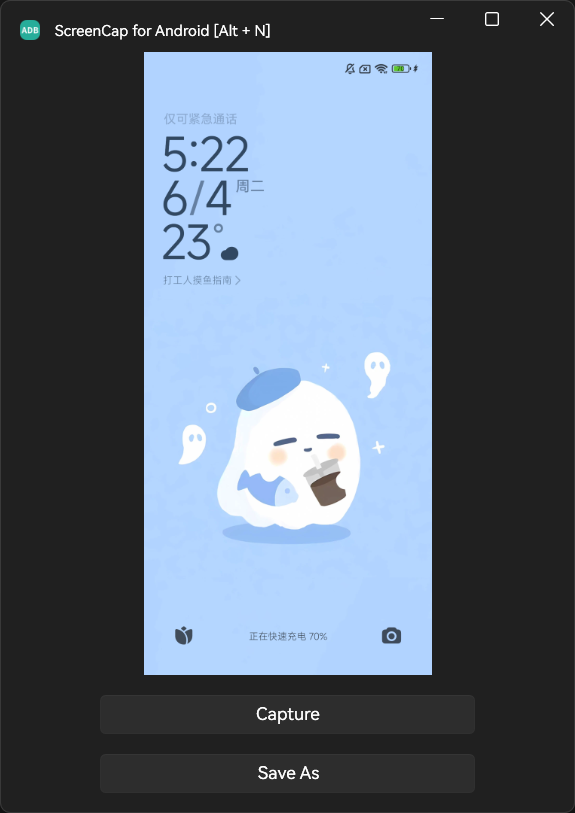 ADB ScreenCap for Android [Alt + N]
70
仅可紧急通话
5:22
6/4 周二
23°
打工人摸鱼指南 >
正在快速充电 70%
Capture
Save As